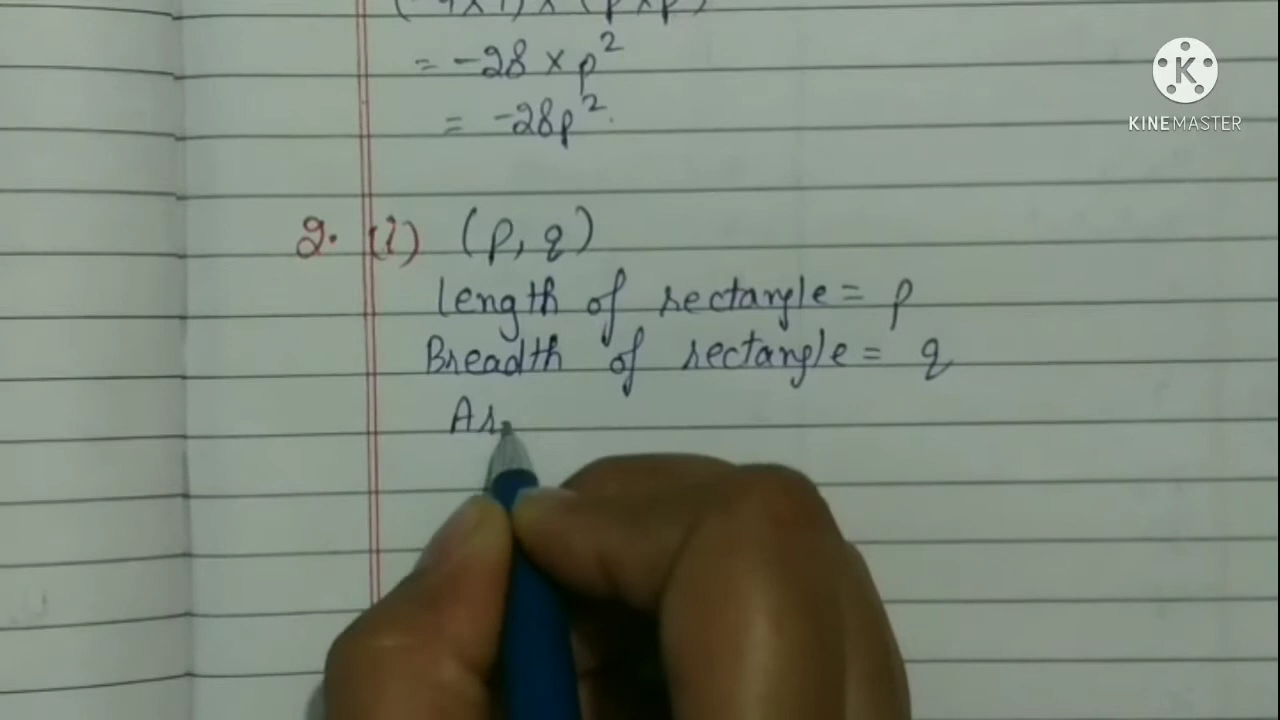 = -28 × p²
= -28p².
2. (i) (p, q)
Length of rectangle = p
Breadth of rectangle = q
Ar
KINEMASTER